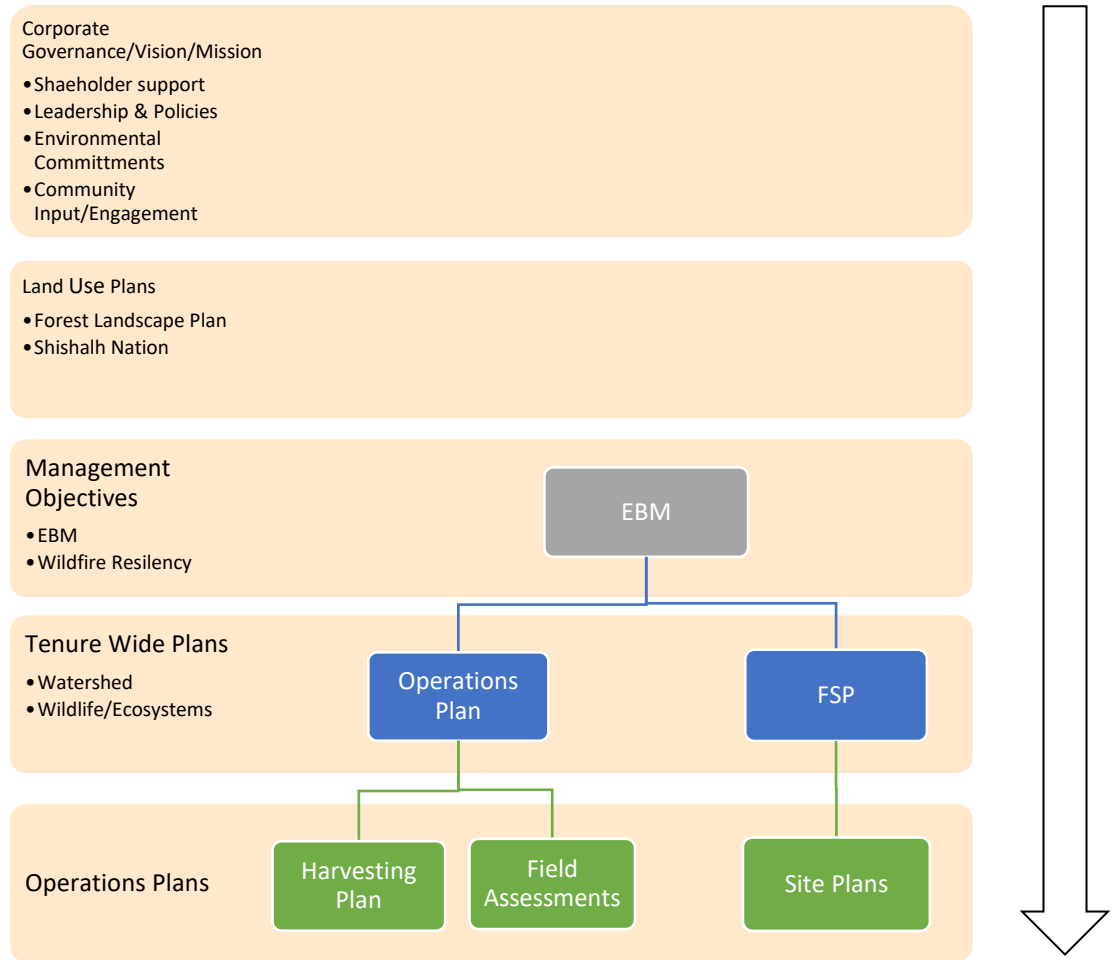 Corporate
Governance/Vision/Mission
•Shaeholder support
•Leadership & Policies
•Environmental
Committments
•Community
Input/Engagement
Land Use Plans
•Forest Landscape Plan
•Shishalh Nation
Management
Objectives
•EBM
•Wildfire Resilency
EBM
Tenure Wide Plans
•Watershed
•Wildlife/Ecosystems
Operations
Plan
FSP
Operations Plans
Harvesting
Plan
Field
Assessments
Site Plans